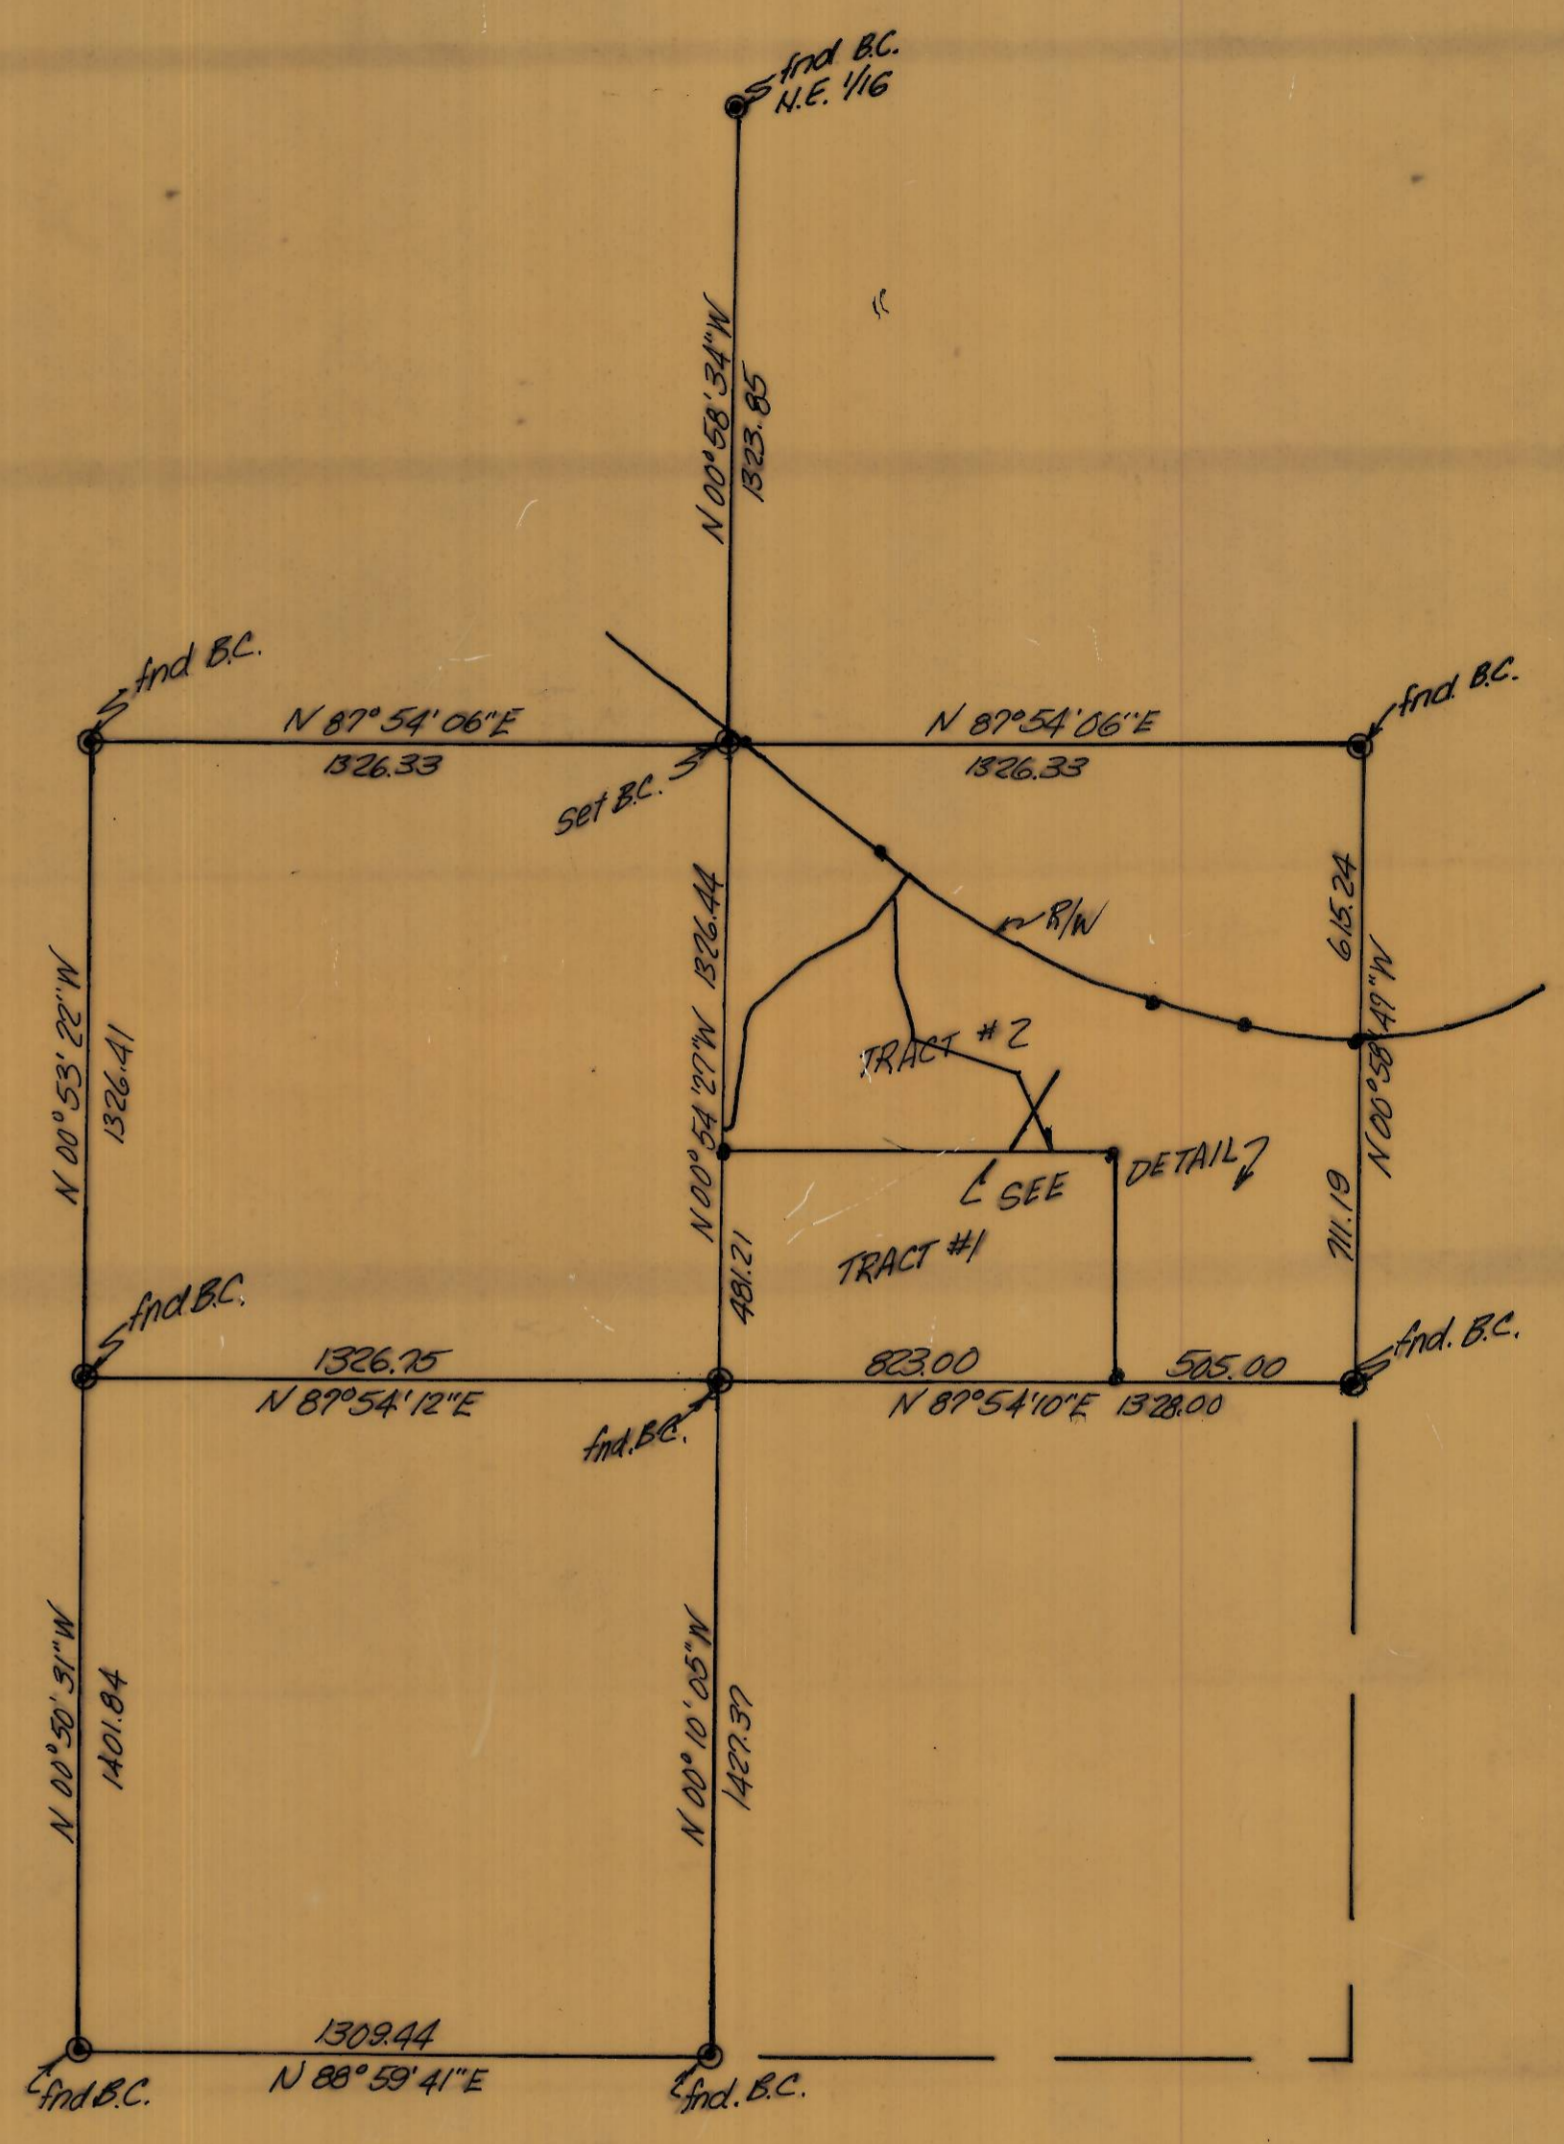 fnd B.C.
N.E. 1/16
N 00° 58' 34" W
1323.85
fnd B.C.
N 87° 54' 06" E
1326.33
set B.C.
N 87° 54' 06" E
1326.33
fnd. B.C.
N 00° 53' 22" W
1326.41
N 00° 54' 27" W 1326.44
481.21
R/W
615.24
N 00° 58' 47" W
711.19
TRACT #2
SEE
DETAIL
TRACT #1
fnd B.C.
1326.75
N 87° 54' 12" E
fnd. B.C.
823.00
505.00
N 87° 54' 10" E 1328.00
fnd. B.C.
N 00° 50' 31" W
1401.84
N 00° 10' 05" W
1427.37
1309.44
N 88° 59' 41" E
fnd B.C.
fnd. B.C.